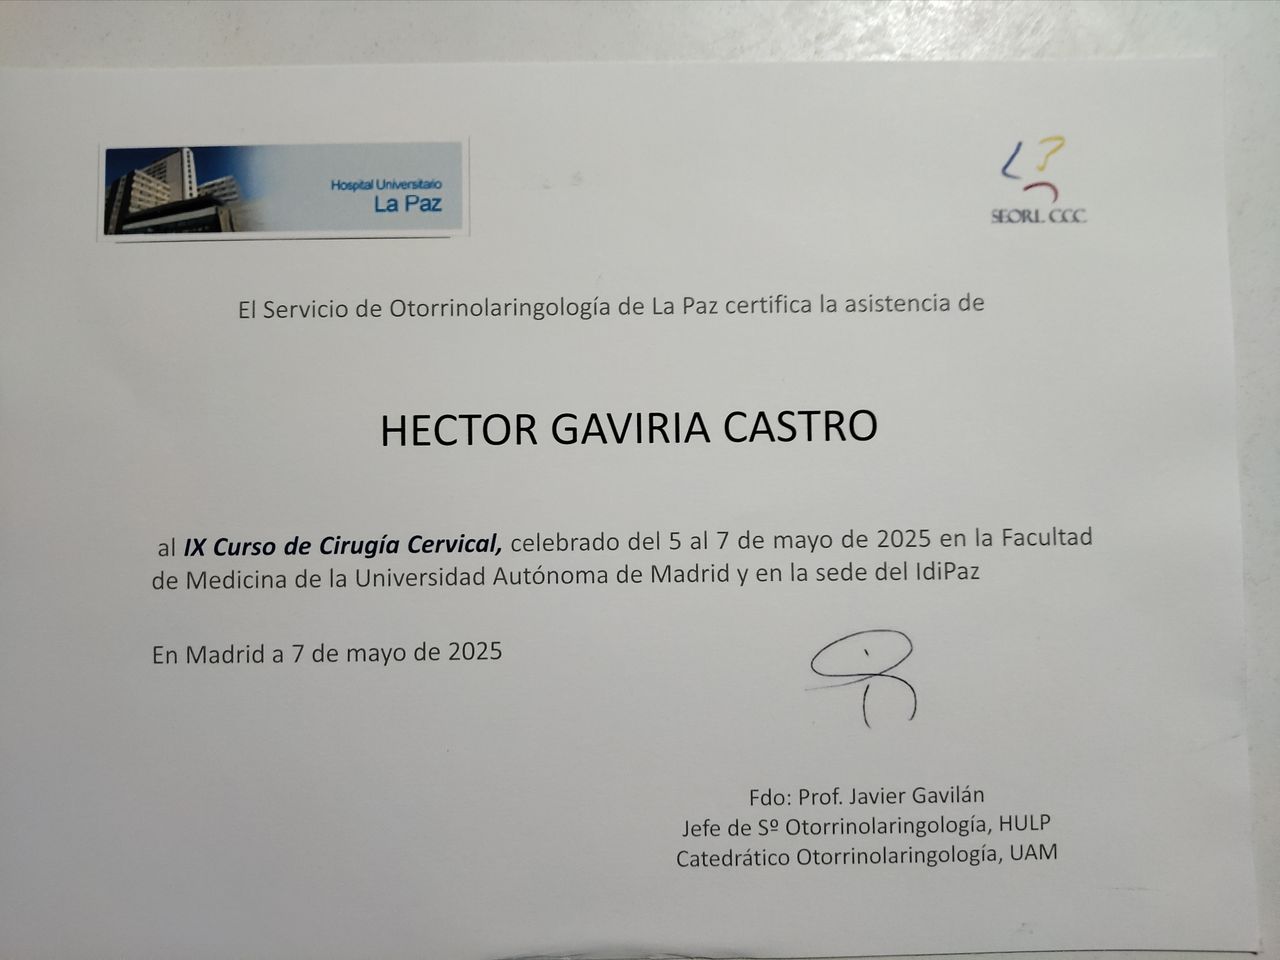 Hospital Universitario
La Paz
SEORL CCC
El Servicio de Otorrinolaringología de La Paz certifica la asistencia de
HECTOR GAVIRIA CASTRO
al IX Curso de Cirugía Cervical, celebrado del 5 al 7 de mayo de 2025 en la Facultad
de Medicina de la Universidad Autónoma de Madrid y en la sede del IdiPaz
En Madrid a 7 de mayo de 2025
Fdo: Prof. Javier Gavilán
Jefe de Sº Otorrinolaringología, HULP
Catedrático Otorrinolaringología, UAM